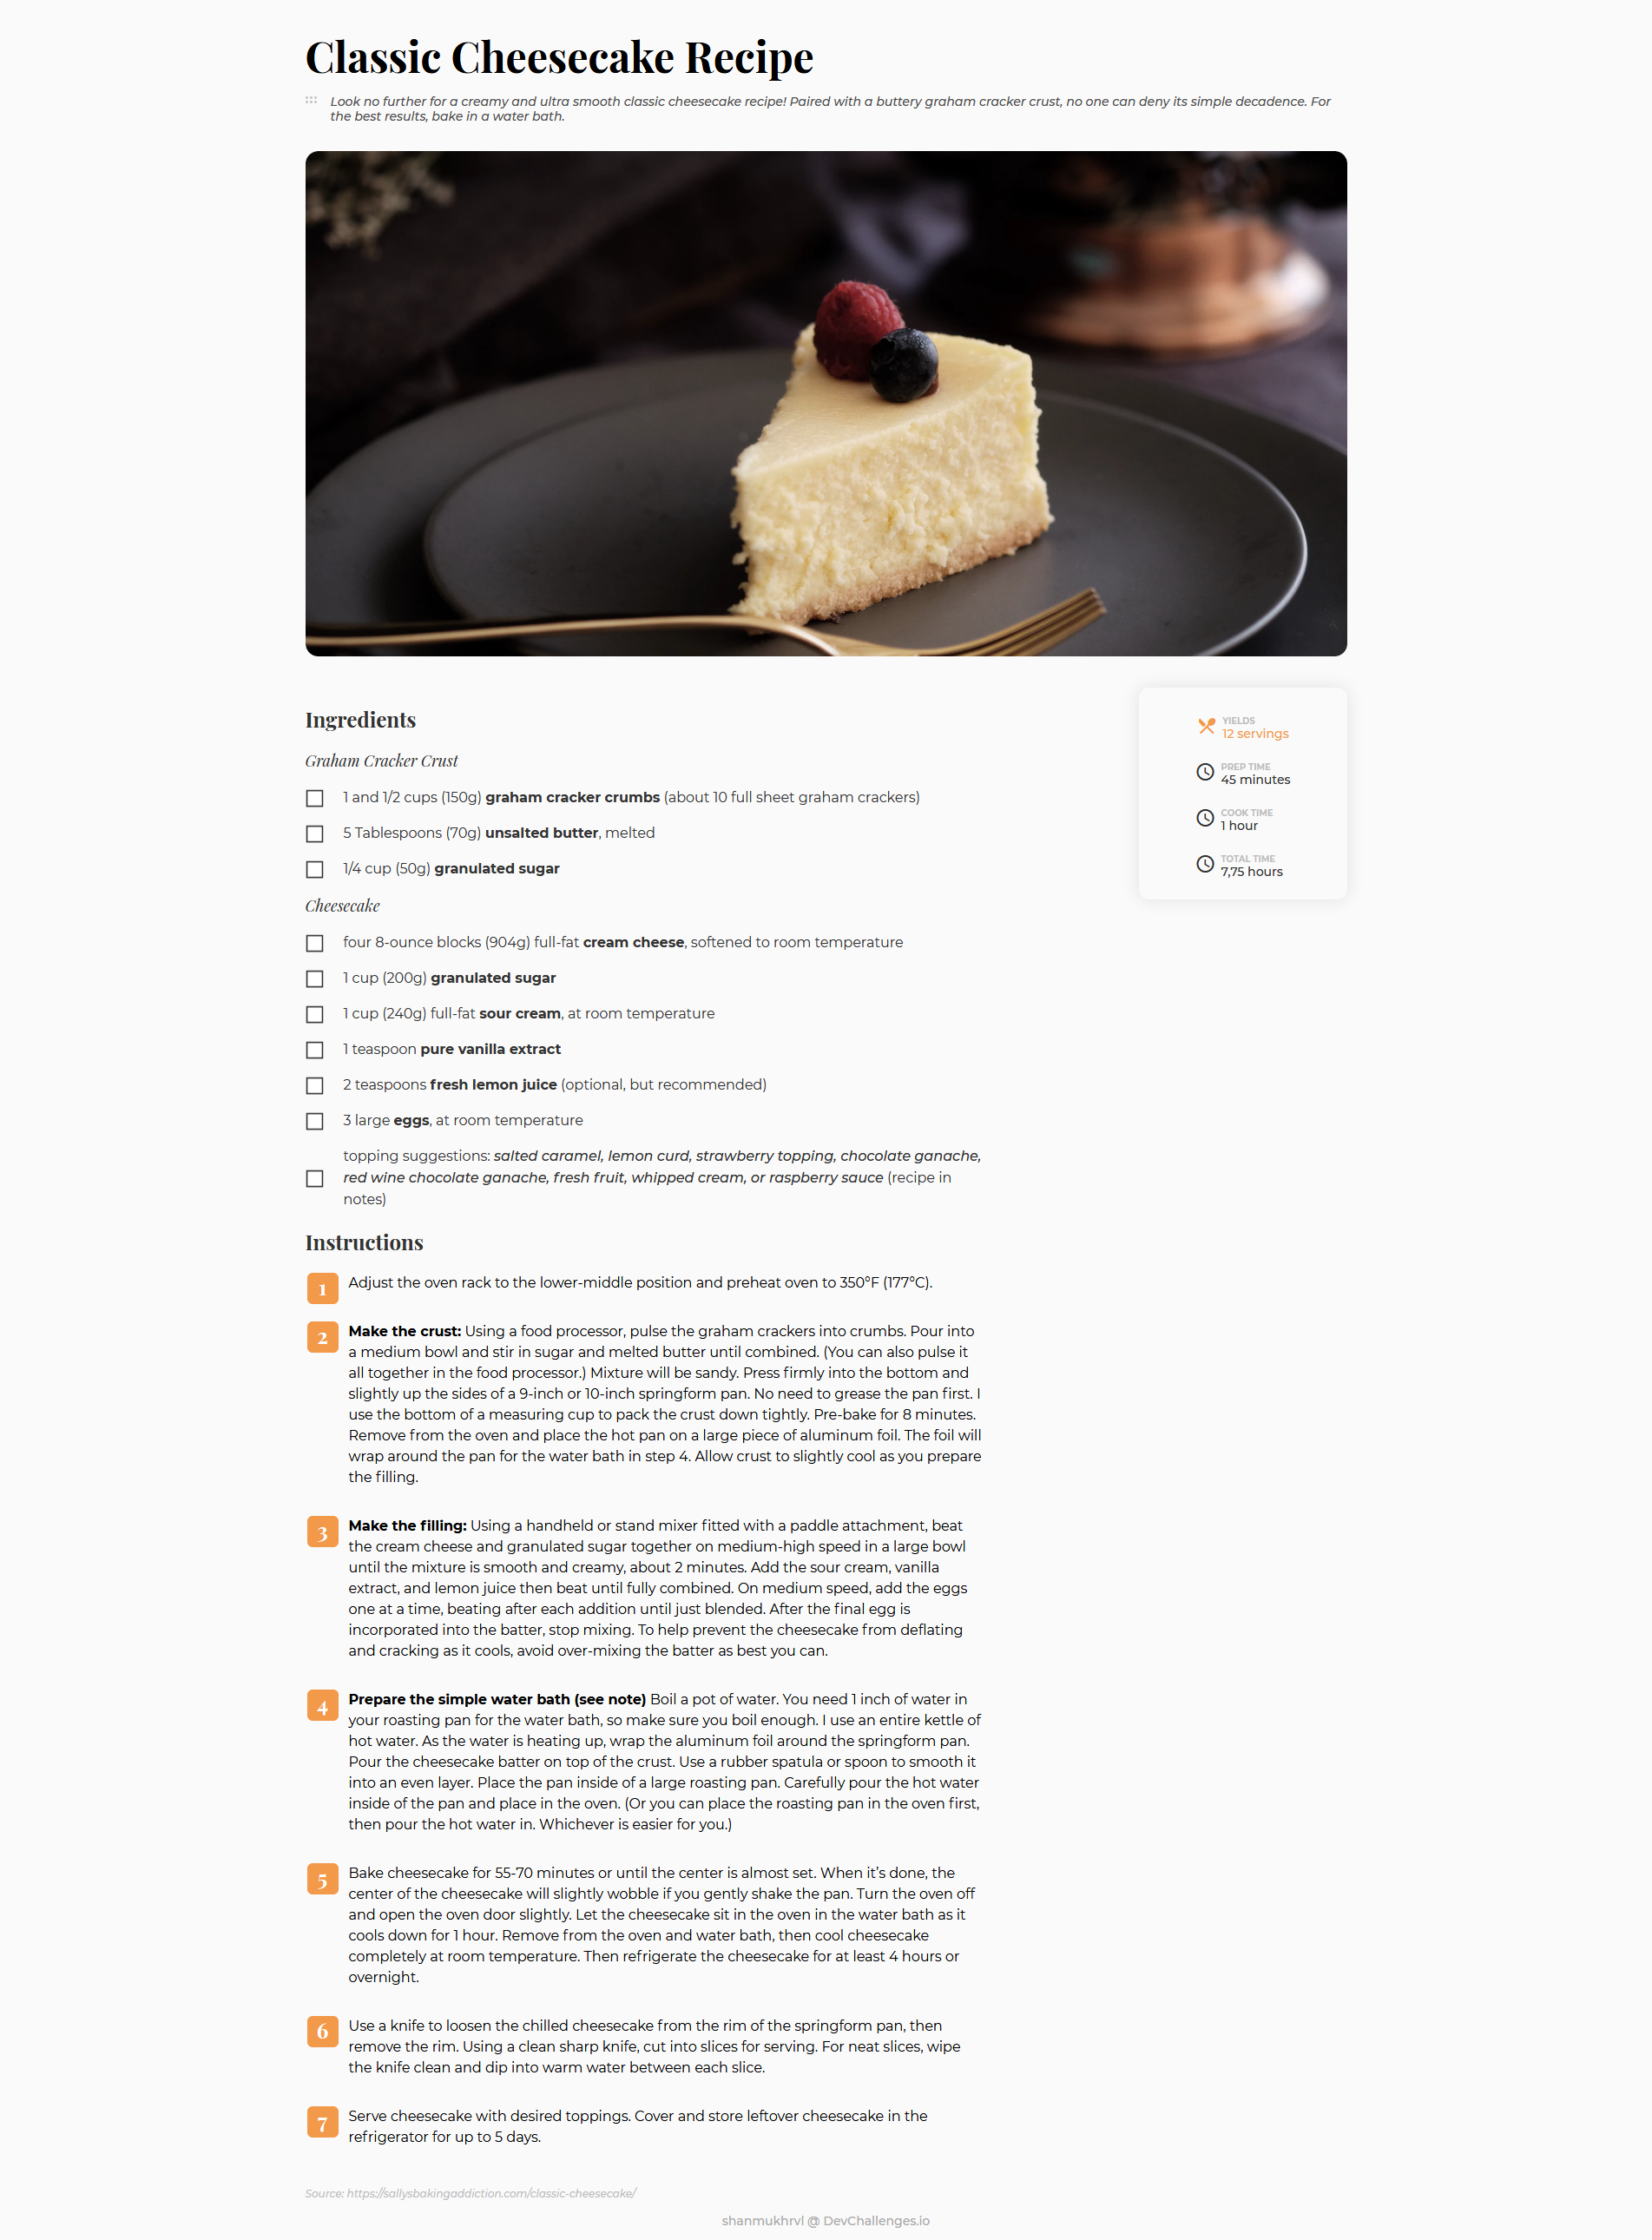 Classic Cheesecake Recipe
Look no further for a creamy and ultra smooth classic cheesecake recipe! Paired with a buttery graham cracker crust, no one can deny its simple decadence. For
the best results, bake in a water bath.
Ingredients
Graham Cracker Crust
1 and 1/2 cups (150g) graham cracker crumbs (about 10 full sheet graham crackers)
5 Tablespoons (70g) unsalted butter, melted
1/4 cup (50g) granulated sugar
Cheesecake
four 8-ounce blocks (904g) full-fat cream cheese, softened to room temperature
1 cup (200g) granulated sugar
1 cup (240g) full-fat sour cream, at room temperature
1 teaspoon pure vanilla extract
2 teaspoons fresh lemon juice (optional, but recommended)
3 large eggs, at room temperature
topping suggestions: salted caramel, lemon curd, strawberry topping, chocolate ganache,
red wine chocolate ganache, fresh fruit, whipped cream, or raspberry sauce (recipe in
notes)
YIELDS
12 servings
PREP TIME
45 minutes
COOK TIME
1 hour
TOTAL TIME
7,75 hours
Instructions
1 Adjust the oven rack to the lower-middle position and preheat oven to 350°F (177°C).
2 Make the crust: Using a food processor, pulse the graham crackers into crumbs. Pour into
a medium bowl and stir in sugar and melted butter until combined. (You can also pulse it
all together in the food processor.) Mixture will be sandy. Press firmly into the bottom and
slightly up the sides of a 9-inch or 10-inch springform pan. No need to grease the pan first. I
use the bottom of a measuring cup to pack the crust down tightly. Pre-bake for 8 minutes.
Remove from the oven and place the hot pan on a large piece of aluminum foil. The foil will
wrap around the pan for the water bath in step 4. Allow crust to slightly cool as you prepare
the filling.
3 Make the filling: Using a handheld or stand mixer fitted with a paddle attachment, beat
the cream cheese and granulated sugar together on medium-high speed in a large bowl
until the mixture is smooth and creamy, about 2 minutes. Add the sour cream, vanilla
extract, and lemon juice then beat until fully combined. On medium speed, add the eggs
one at a time, beating after each addition until just blended. After the final egg is
incorporated into the batter, stop mixing. To help prevent the cheesecake from deflating
and cracking as it cools, avoid over-mixing the batter as best you can.
4 Prepare the simple water bath (see note) Boil a pot of water. You need 1 inch of water in
your roasting pan for the water bath, so make sure you boil enough. I use an entire kettle of
hot water. As the water is heating up, wrap the aluminum foil around the springform pan.
Pour the cheesecake batter on top of the crust. Use a rubber spatula or spoon to smooth it
into an even layer. Place the pan inside of a large roasting pan. Carefully pour the hot water
inside of the pan and place in the oven. (Or you can place the roasting pan in the oven first,
then pour the hot water in. Whichever is easier for you.)
5 Bake cheesecake for 55-70 minutes or until the center is almost set. When it's done, the
center of the cheesecake will slightly wobble if you gently shake the pan. Turn the oven off
and open the oven door slightly. Let the cheesecake sit in the oven in the water bath as it
cools down for 1 hour. Remove from the oven and water bath, then cool cheesecake
completely at room temperature. Then refrigerate the cheesecake for at least 4 hours or
overnight.
6 Use a knife to loosen the chilled cheesecake from the rim of the springform pan, then
remove the rim. Using a clean sharp knife, cut into slices for serving. For neat slices, wipe
the knife clean and dip into warm water between each slice.
7 Serve cheesecake with desired toppings. Cover and store leftover cheesecake in the
refrigerator for up to 5 days.
Source: https://sallysbakingaddiction.com/classic-cheesecake/
shanmukhrvl @ DevChallenges.io